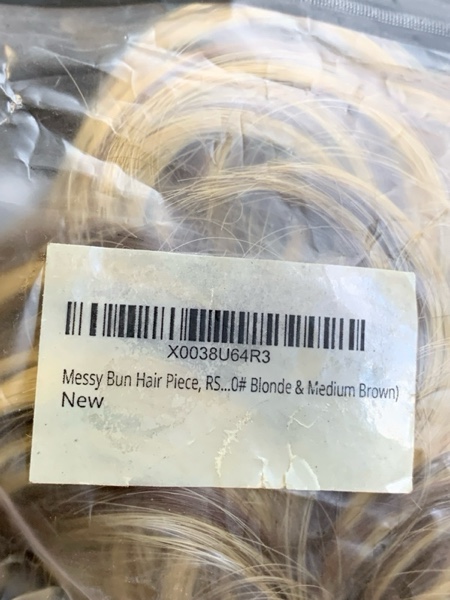 X0038U64R3
Messy Bun Hair Piece, RS...0# Blonde & Medium Brown)
New